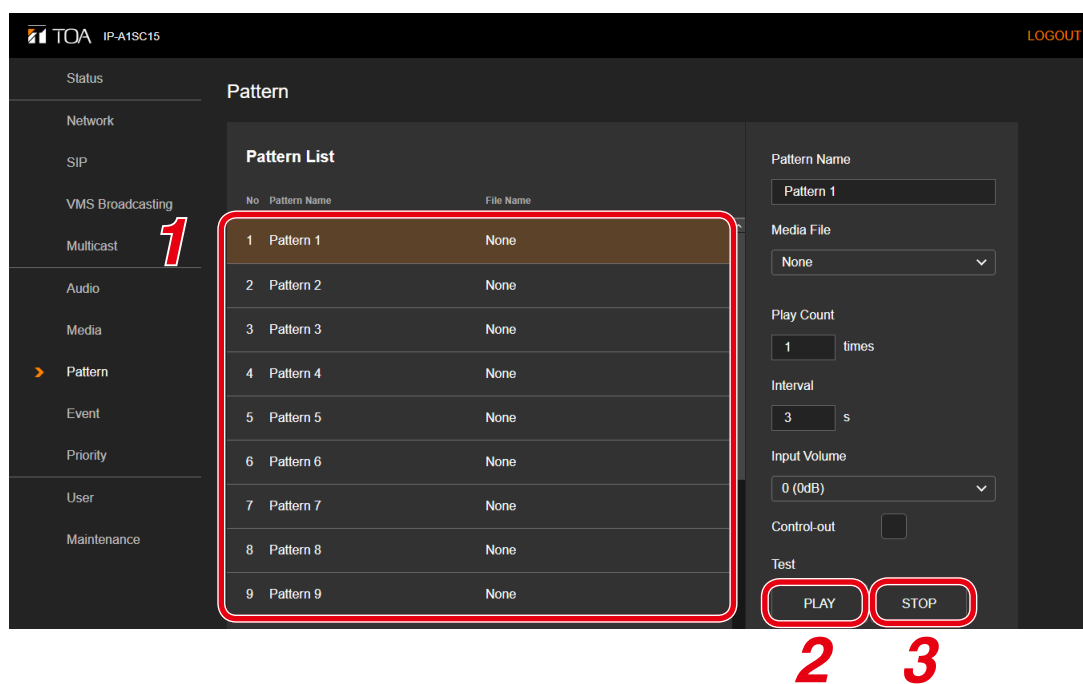 TOA IP-A1SC15 LOGOUT
Status
Network
SIP
VMS Broadcasting
Multicast
Audio
Media
Pattern
Event
Priority
User
Maintenance
Pattern
Pattern List
No Pattern Name File Name
1 Pattern 1 None
2 Pattern 2 None
3 Pattern 3 None
4 Pattern 4 None
5 Pattern 5 None
6 Pattern 6 None
7 Pattern 7 None
8 Pattern 8 None
9 Pattern 9 None
1
Pattern Name
Pattern 1
Media File
None
Play Count
1 times
Interval
3 s
Input Volume
0 (0dB)
Control-out
Test
PLAY STOP
2 3